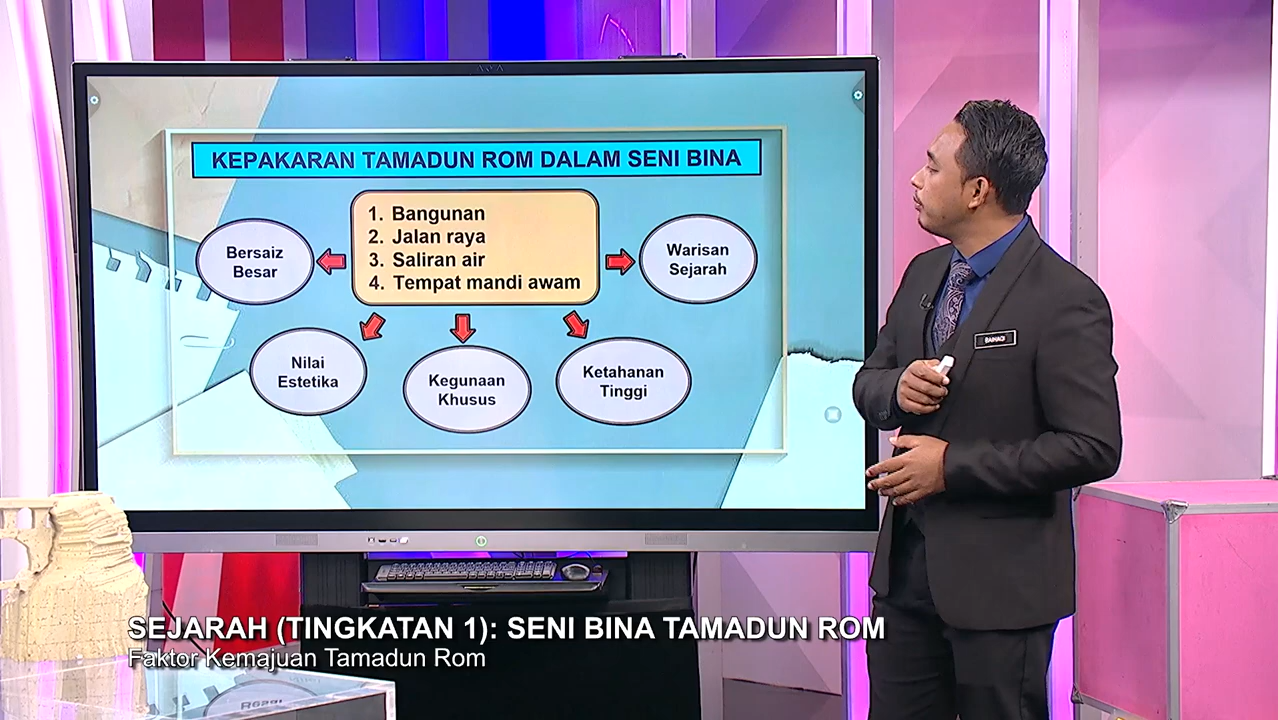 KEPAKARAN TAMADUN ROM DALAM SENI BINA
1. Bangunan
2. Jalan raya
3. Saliran air
4. Tempat mandi awam
Bersaiz
Besar
Warisan
Sejarah
Nilai
Estetika
Kegunaan
Khusus
Ketahanan
Tinggi
BAIHAQI
SEJARAH (TINGKATAN 1): SENI BINA TAMADUN ROM
Faktor Kemajuan Tamadun Rom